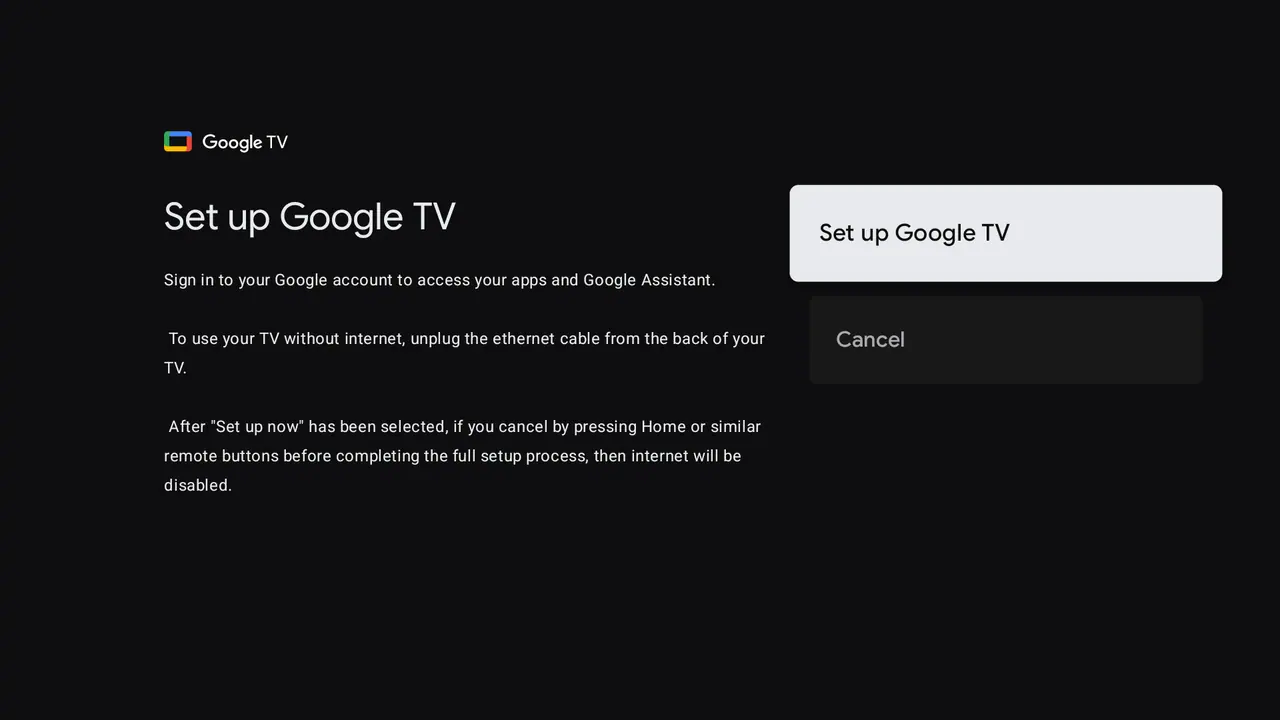 Google TV
Set up Google TV
Sign in to your Google account to access your apps and Google Assistant.
To use your TV without internet, unplug the ethernet cable from the back of your
TV.
After "Set up now" has been selected, if you cancel by pressing Home or similar
remote buttons before completing the full setup process, then internet will be
disabled.
Set up Google TV
Cancel